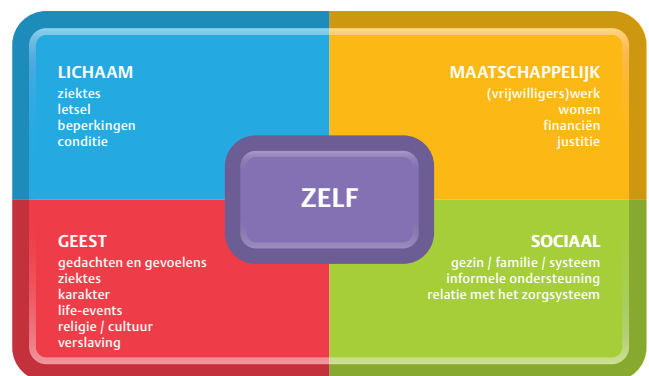 LICHAAM
ziektes
letsel
beperkingen
conditie
MAATSCHAPPELIJK
(vrijwilligers)werk
wonen
financiën
justitie
ZELF
GEEST
gedachten en gevoelens
ziektes
karakter
life-events
religie / cultuur
verslaving
SOCIAAL
gezin / familie / systeem
informele ondersteuning
relatie met het zorgsysteem